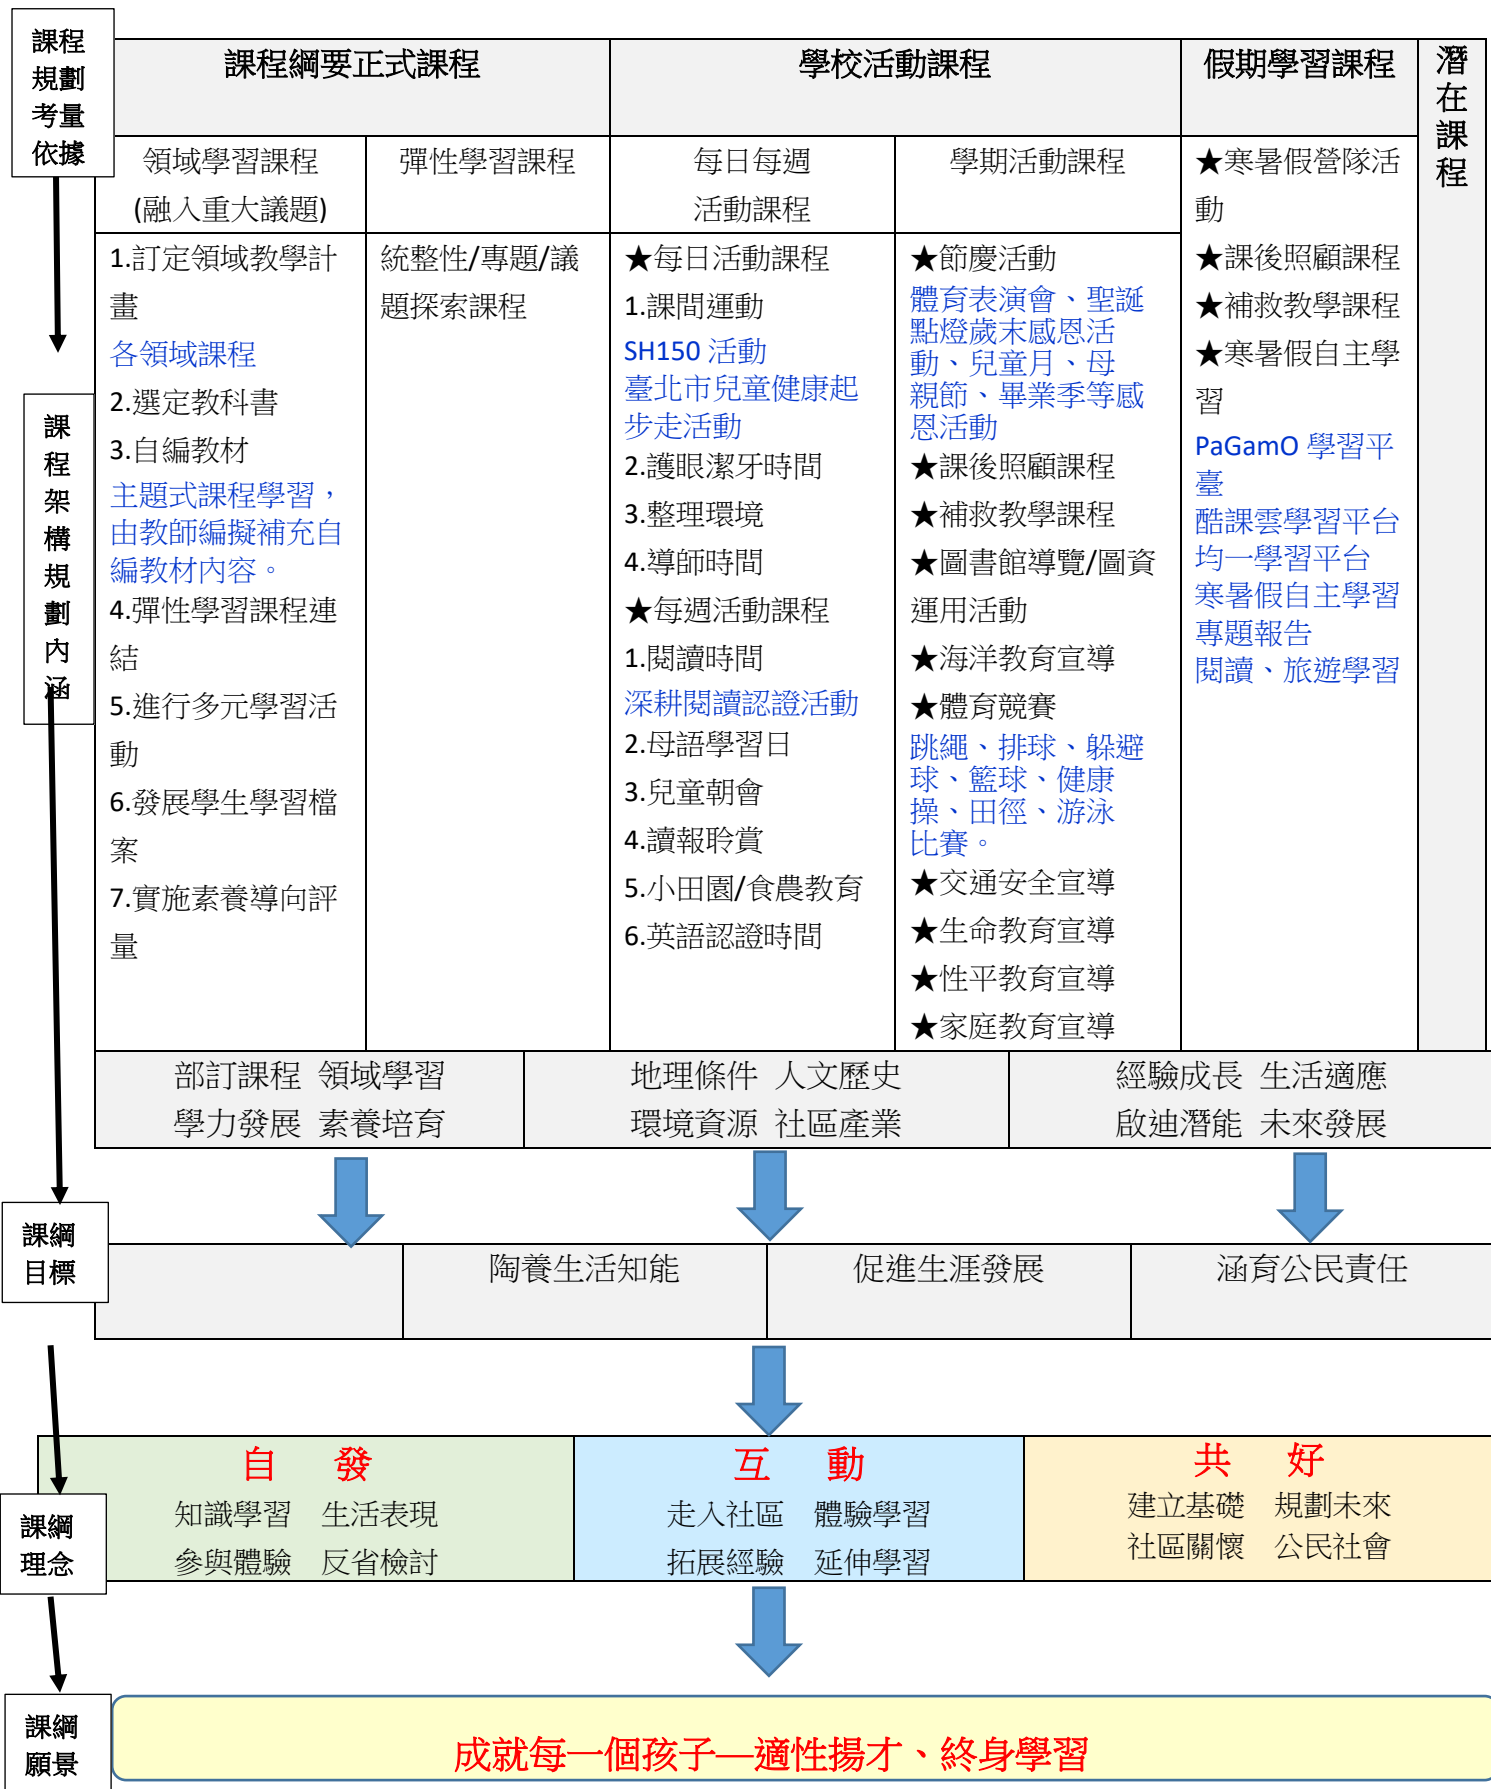 課程
規劃
考量
依據
課程綱要正式課程
學校活動課程
假期學習課程
潛
在
課
程
領域學習課程
(融入重大議題)
彈性學習課程
每日每週
活動課程
學期活動課程
1.訂定領域教學計
畫
各領域課程
2.選定教科書
3.自編教材
主題式課程學習，
由教師編擬補充自
編教材內容。
4.彈性學習課程連
結
5.進行多元學習活
動
6.發展學生學習檔
案
7.實施素養導向評
量
統整性/專題/議
題探索課程
★每日活動課程
1.課間運動
SH150 活動
臺北市兒童健康起
步走活動
2.護眼潔牙時間
3.整理環境
4.導師時間
★每週活動課程
1.閱讀時間
深耕閱讀認證活動
2.母語學習日
3.兒童朝會
4.讀報聆賞
5.小田園/食農教育
6.英語認證時間
★節慶活動
體育表演會、聖誕
點燈歲末感恩活
動、兒童月、母
親節、畢業季等感
恩活動
★課後照顧課程
★補救教學課程
★圖書館導覽/圖資
運用活動
★海洋教育宣導
★體育競賽
跳繩、排球、躲避
球、籃球、健康
操、田徑、游泳
比賽。
★交通安全宣導
★生命教育宣導
★性平教育宣導
★家庭教育宣導
★寒暑假營隊活
動
★課後照顧課程
★補救教學課程
★寒暑假自主學
習
PaGamO 學習平
臺
酷課雲學習平台
均一學習平台
寒暑假自主學習
專題報告
閱讀、旅遊學習
課
程
架
構
規
劃
內
涵
部訂課程 領域學習
學力發展 素養培育
地理條件 人文歷史
環境資源 社區產業
經驗成長 生活適應
啟迪潛能 未來發展
課綱
目標
陶養生活知能
促進生涯發展
涵育公民責任
課綱
理念
自 發
知識學習 生活表現
參與體驗 反省檢討
互 動
走入社區 體驗學習
拓展經驗 延伸學習
共 好
建立基礎 規劃未來
社區關懷 公民社會
課綱
願景
成就每一個孩子—適性揚才、終身學習